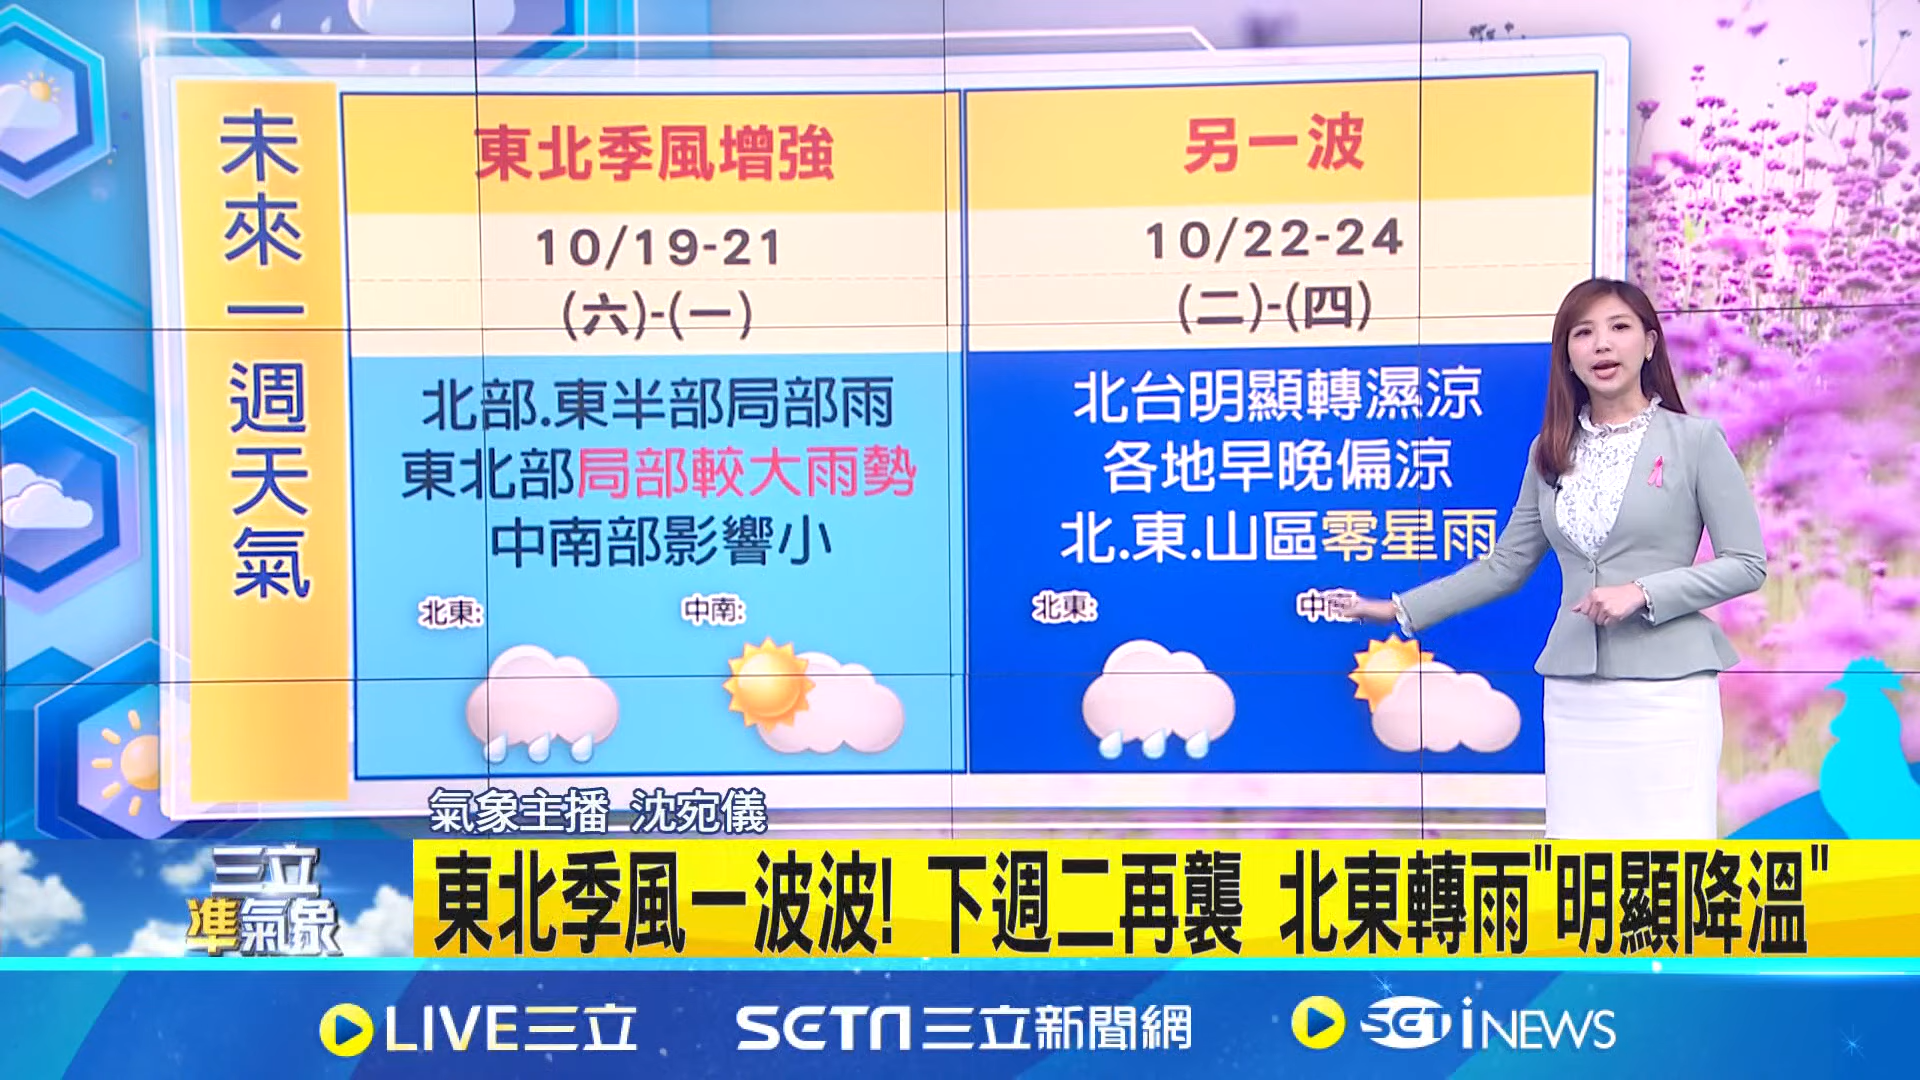 未來一週天氣
東北季風增強
10/19-21
(六)-(一)
北部.東半部局部雨
東北部局部較大雨勢
中南部影響小
北東:
中南:
另一波
10/22-24
(二)-(四)
北台明顯轉濕涼
各地早晚偏涼
北.東.山區零星雨
北東:
中南
氣象主播 沈宛儀
三立
準氣象
東北季風一波波! 下週二再襲 北東轉雨"明顯降溫"
LIVE三立
SETN三立新聞網
SETiNEWS